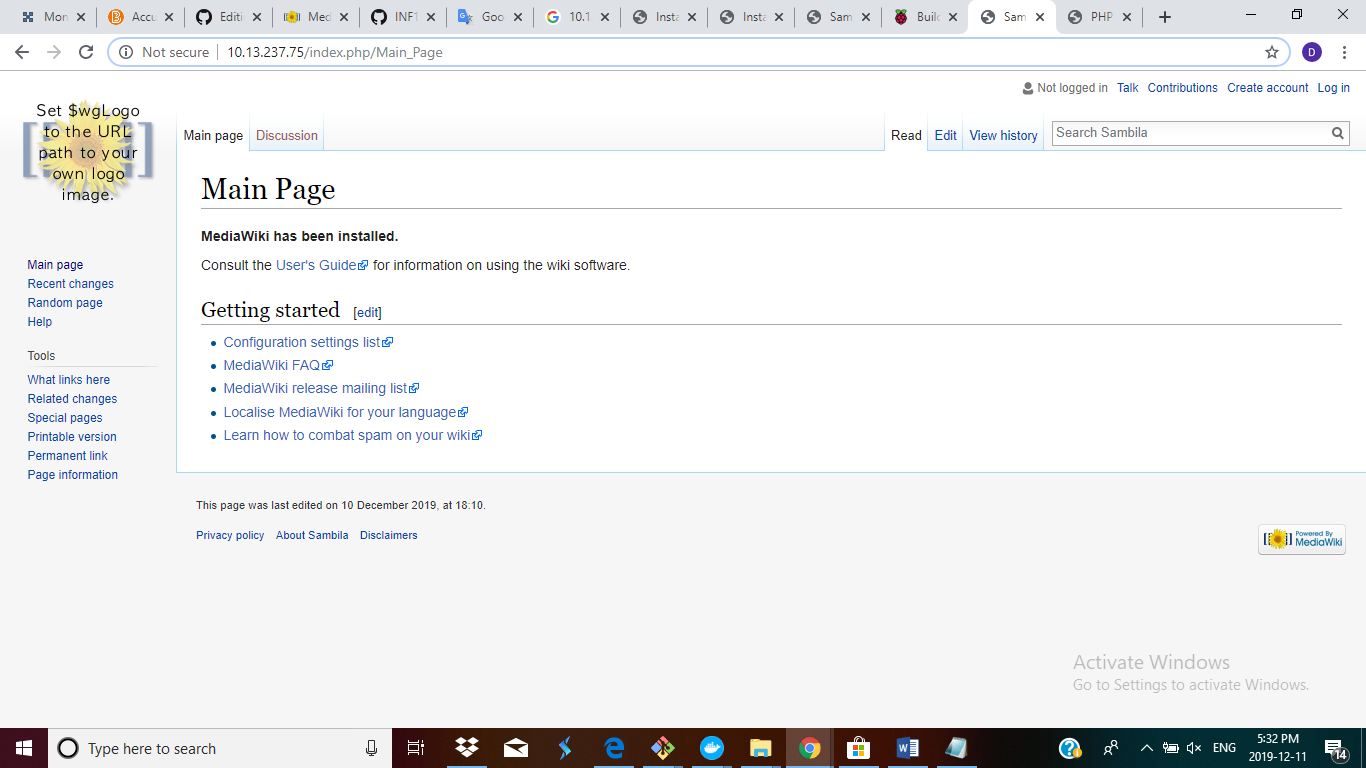 Mon
Accu
Editi
Med
INF1
Goo
10.1
Insta
Insta
Sam
Build
Sam
PHP
Not secure
10.13.237.75/index.php/Main_Page
D
Not logged in Talk Contributions Create account Log in
Set $wgLogo
to the URL
path to your
own logo
image.
Main page Discussion
Read Edit View history
Search Sambila
Main Page
MediaWiki has been installed.
Consult the User's Guide for information on using the wiki software.
Getting started [edit]
Configuration settings list
MediaWiki FAQ
MediaWiki release mailing list
Localise MediaWiki for your language
Learn how to combat spam on your wiki
Main page
Recent changes
Random page
Help
Tools
What links here
Related changes
Special pages
Printable version
Permanent link
Page information
This page was last edited on 10 December 2019, at 18:10.
Privacy policy About Sambila Disclaimers
Powered By
MediaWiki
Activate Windows
Go to Settings to activate Windows.
Type here to search
ENG
5:32 PM
2019-12-11
14